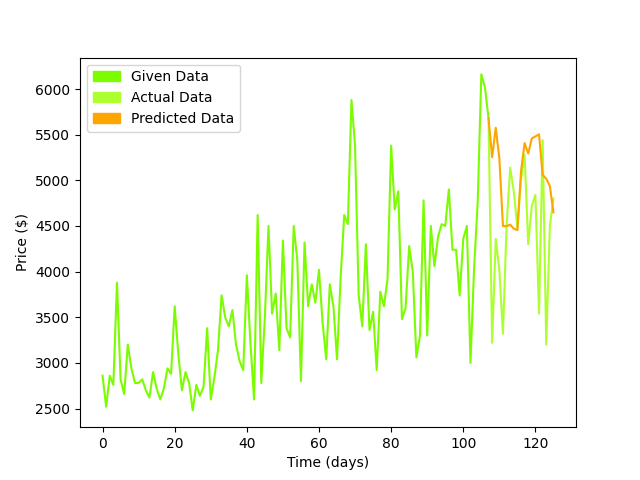 Given Data
Actual Data
Predicted Data
6000
5500
5000
4500
4000
3500
3000
2500
Price ($)
0 20 40 60 80 100 120
Time (days)